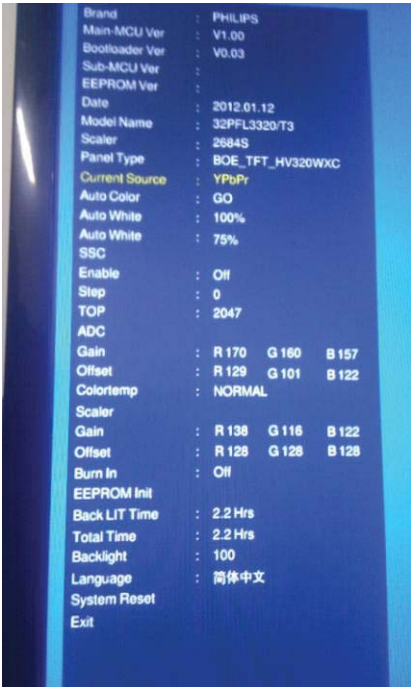 Brand : PHILIPS
Main-MCU Ver : V1.00
Bootloader Ver : V0.03
Sub-MCU Ver :
EEPROM Ver :
Date : 2012.01.12
Model Name : 32PFL3320/T3
Scaler : 2684S
Panel Type : BOE_TFT_HV320WXC
Current Source : YPbPr
Auto Color : GO
Auto White : 100%
Auto White : 75%
SSC
Enable : Off
Step : 0
TOP : 2047
ADC
Gain : R 170 G 160 B 157
Offset : R 129 G 101 B 122
Colortemp : NORMAL
Scaler
Gain : R 138 G 116 B 122
Offset : R 128 G 128 B 128
Burn In : Off
EEPROM Init
Back LIT Time : 2.2 Hrs
Total Time : 2.2 Hrs
Backlight : 100
Language : 简体中文
System Reset
Exit